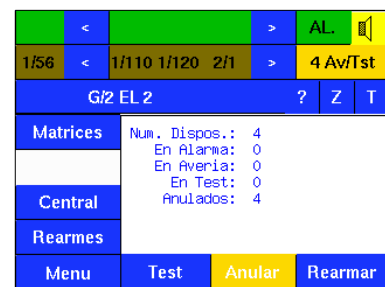 < > AL.
1/56 < 1/110 1/120 2/1 > 4 Av/Tst
G/2 EL 2 ? Z T
Matrices
Num. Dispos.: 4
En Alarma: 0
En Averia: 0
En Test: 0
Anulados: 4
Central
Rearmes
Menu Test Anular Rearmar